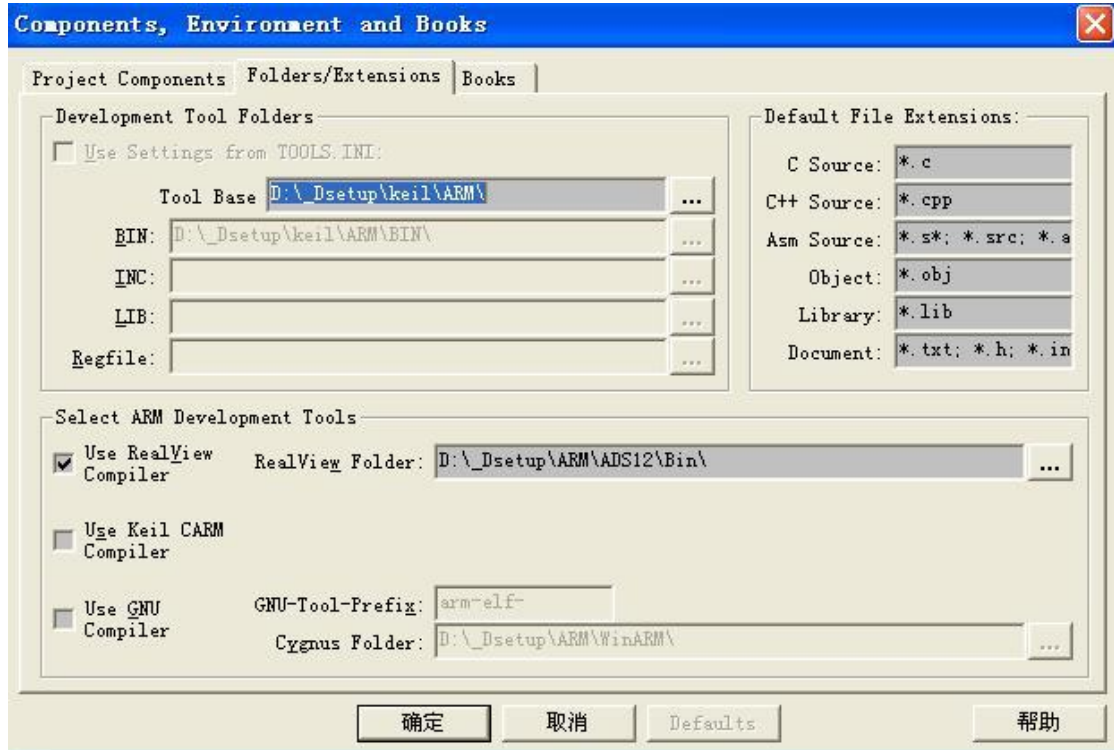 Components, Environment and Books
Project Components Folders/Extensions Books
Development Tool Folders
Use Settings from TOOLS.INI:
Tool Base D:\_Dsetup\keil\ARM\ ...
BIN: D:\_Dsetup\keil\ARM\BIN\ ...
INC: ...
LIB: ...
Regfile: ...
Default File Extensions:
C Source: *.c
C++ Source: *.cpp
Asm Source: *.s*; *.src; *.a
Object: *.obj
Library: *.lib
Document: *.txt; *.h; *.in
Select ARM Development Tools
Use RealView
Compiler
RealView Folder: D:\_Dsetup\ARM\ADS12\Bin\ ...
Use Keil CARM
Compiler
Use GNU
Compiler
GNU-Tool-Prefix: arm-elf-
Cygnus Folder: D:\_Dsetup\ARM\WinARM\ ...
确定 取消 Defaults 帮助